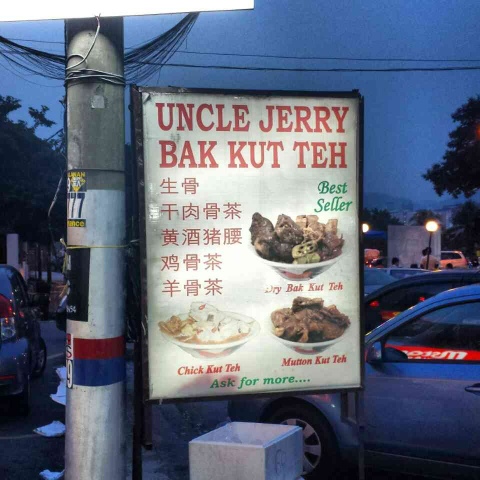 UNCLE JERRY
BAK KUT TEH
生骨
干肉骨茶
黄酒猪腰
鸡骨茶
羊骨茶
Best
Seller
Dry Bak Kut Teh
Chick Kut Teh
Mutton Kut Teh
Ask for more....